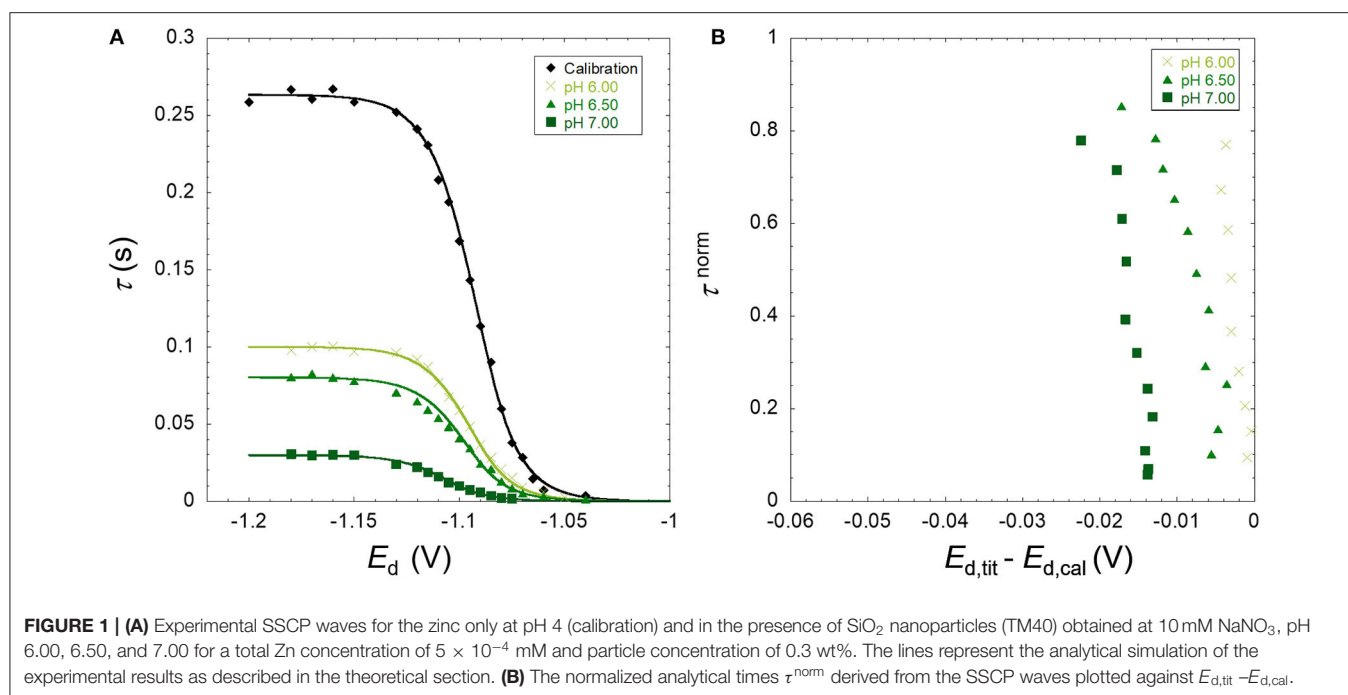 A
0.3
0.25
0.2
0.15
0.1
0.05
0
τ (s)
-1.2
-1.15
-1.1
-1.05
-1
E_d (V)
Calibration
pH 6.00
pH 6.50
pH 7.00
B
1
0.8
0.6
0.4
0.2
0
τ^norm
-0.06
-0.05
-0.04
-0.03
-0.02
-0.01
0
E_d,tit - E_d,cal (V)
pH 6.00
pH 6.50
pH 7.00
FIGURE 1 | (A) Experimental SSCP waves for the zinc only at pH 4 (calibration) and in the presence of SiO₂ nanoparticles (TM40) obtained at 10 mM NaNO₃, pH
6.00, 6.50, and 7.00 for a total Zn concentration of 5 × 10⁻⁴ mM and particle concentration of 0.3 wt%. The lines represent the analytical simulation of the
experimental results as described in the theoretical section. (B) The normalized analytical times τ^norm derived from the SSCP waves plotted against E_d,tit –E_d,cal.